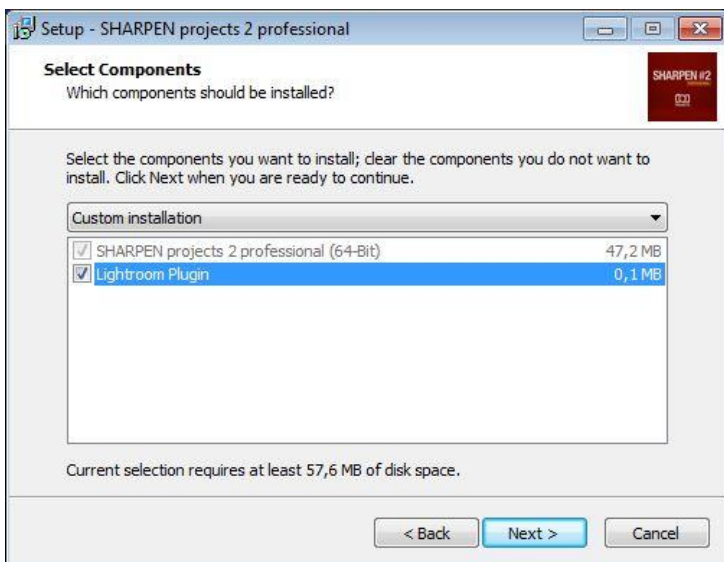 Setup - SHARPEN projects 2 professional
Select Components
Which components should be installed?
SHARPEN #2
Select the components you want to install; clear the components you do not want to
install. Click Next when you are ready to continue.
Custom installation
SHARPEN projects 2 professional (64-Bit) 47,2 MB
Lightroom Plugin 0,1 MB
Current selection requires at least 57,6 MB of disk space.
< Back Next > Cancel